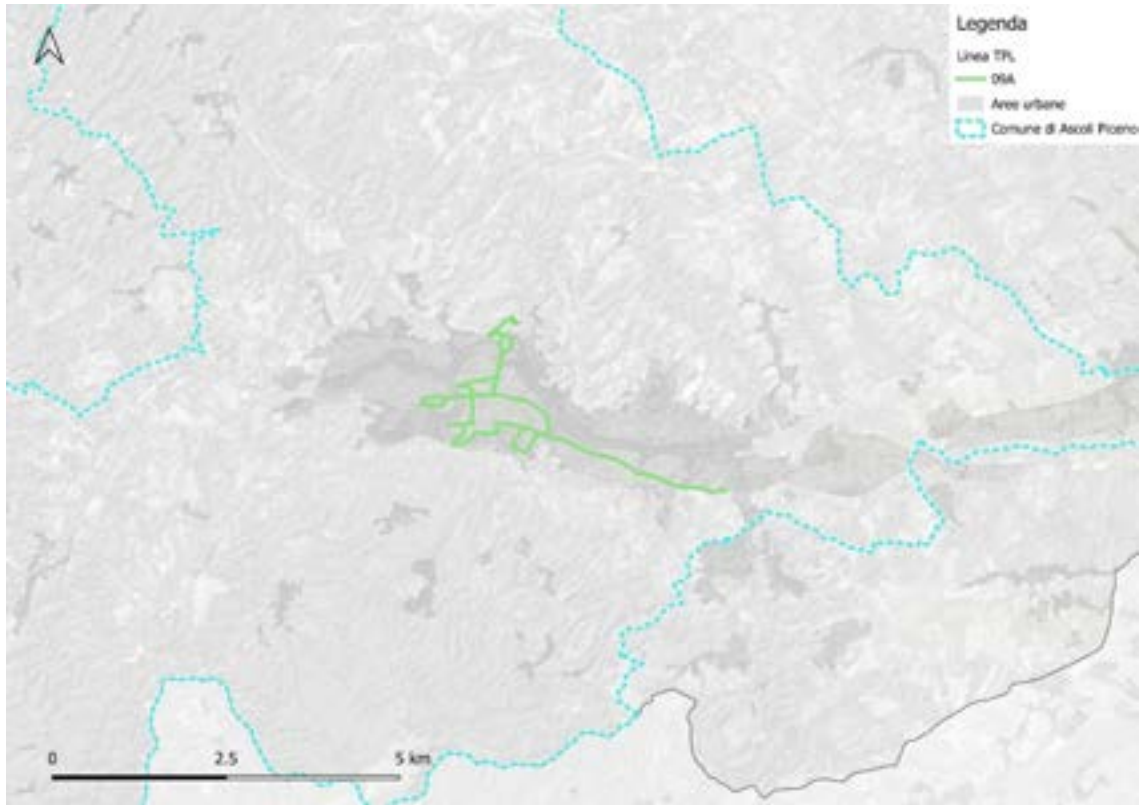 Legenda
Linea TPL
09A
Aree urbane
Comune di Ascoli Piceno
0 2.5 5 km